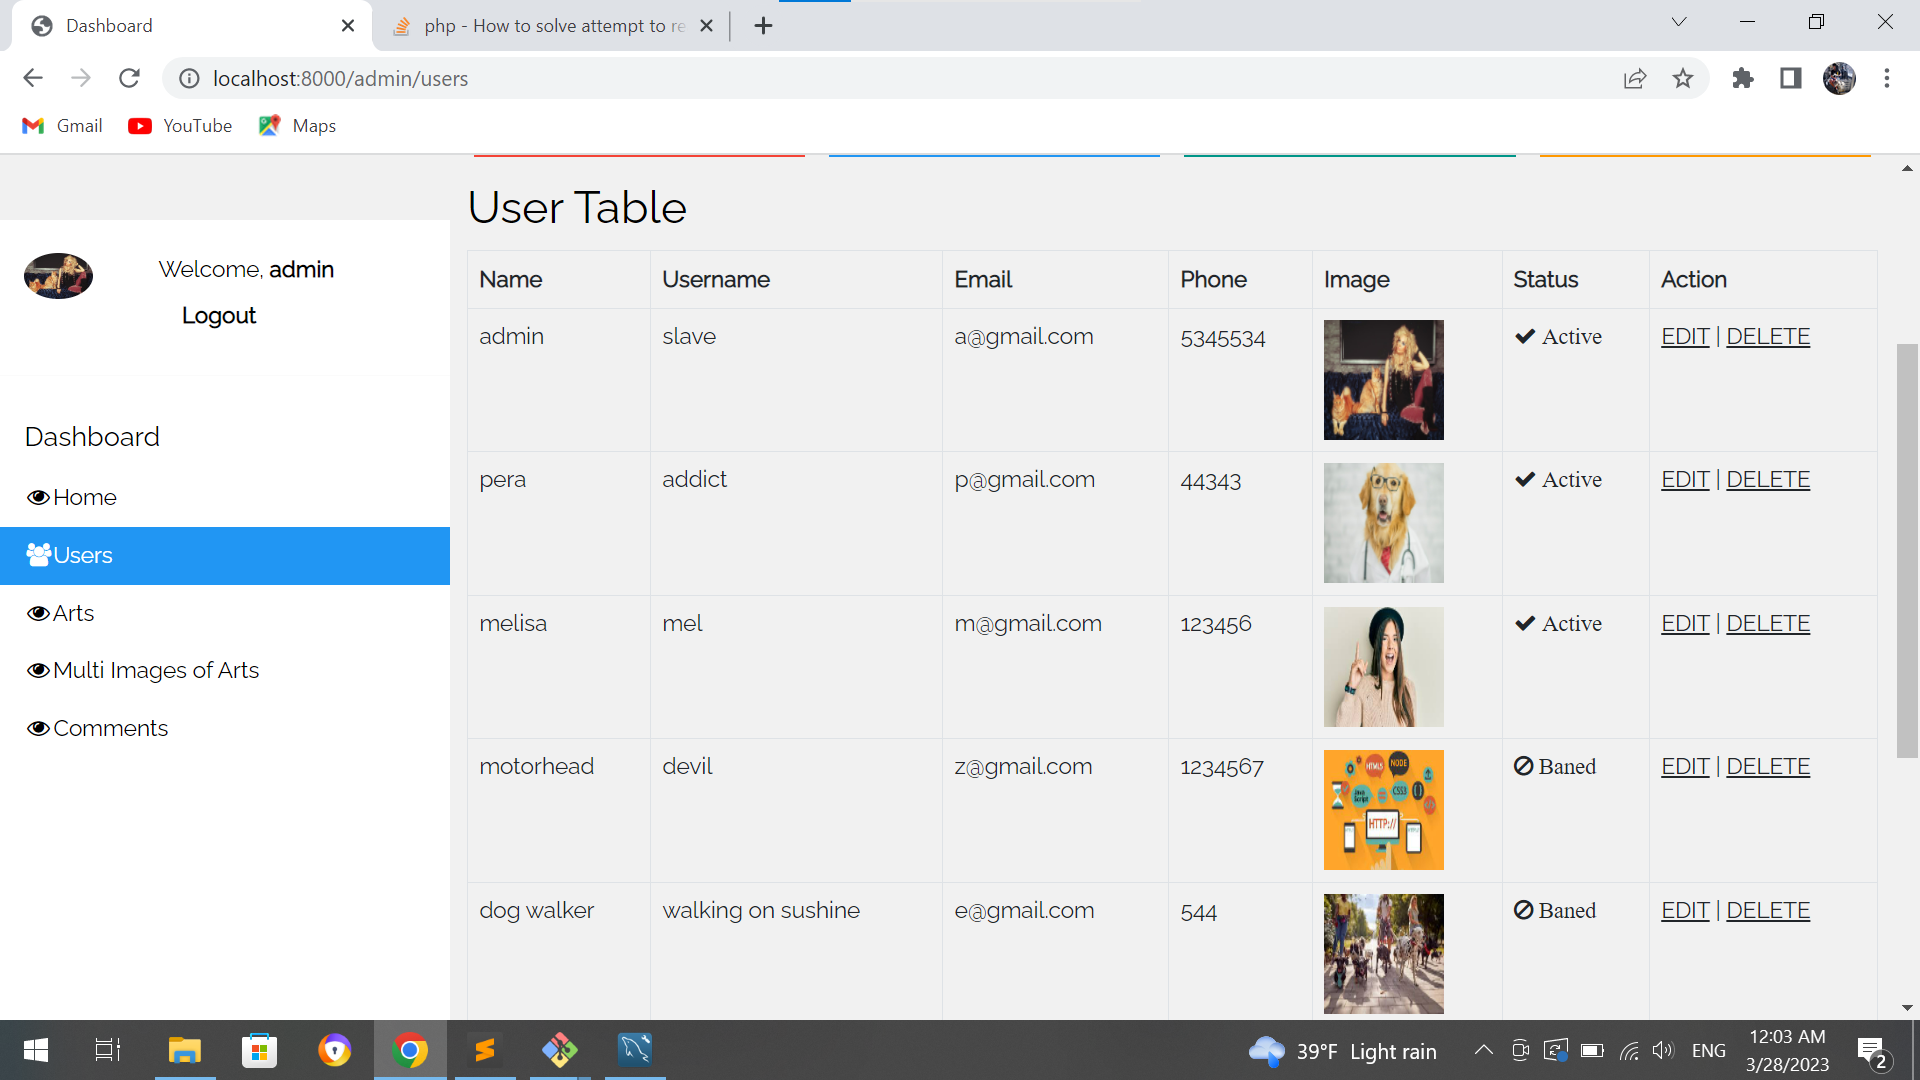 Dashboard
php - How to solve attempt to re
localhost:8000/admin/users
Gmail YouTube Maps
Welcome, admin
Logout
Dashboard
Home
Users
Arts
Multi Images of Arts
Comments
User Table
Name Username Email Phone Image Status Action
admin slave a@gmail.com 5345534 Active EDIT | DELETE
pera addict p@gmail.com 44343 Active EDIT | DELETE
melisa mel m@gmail.com 123456 Active EDIT | DELETE
motorhead devil z@gmail.com 1234567 Baned EDIT | DELETE
HTML5 NODE
CSS3
HTTP://
dog walker walking on sushine e@gmail.com 544 Baned EDIT | DELETE
39°F Light rain ENG 12:03 AM
3/28/2023
2